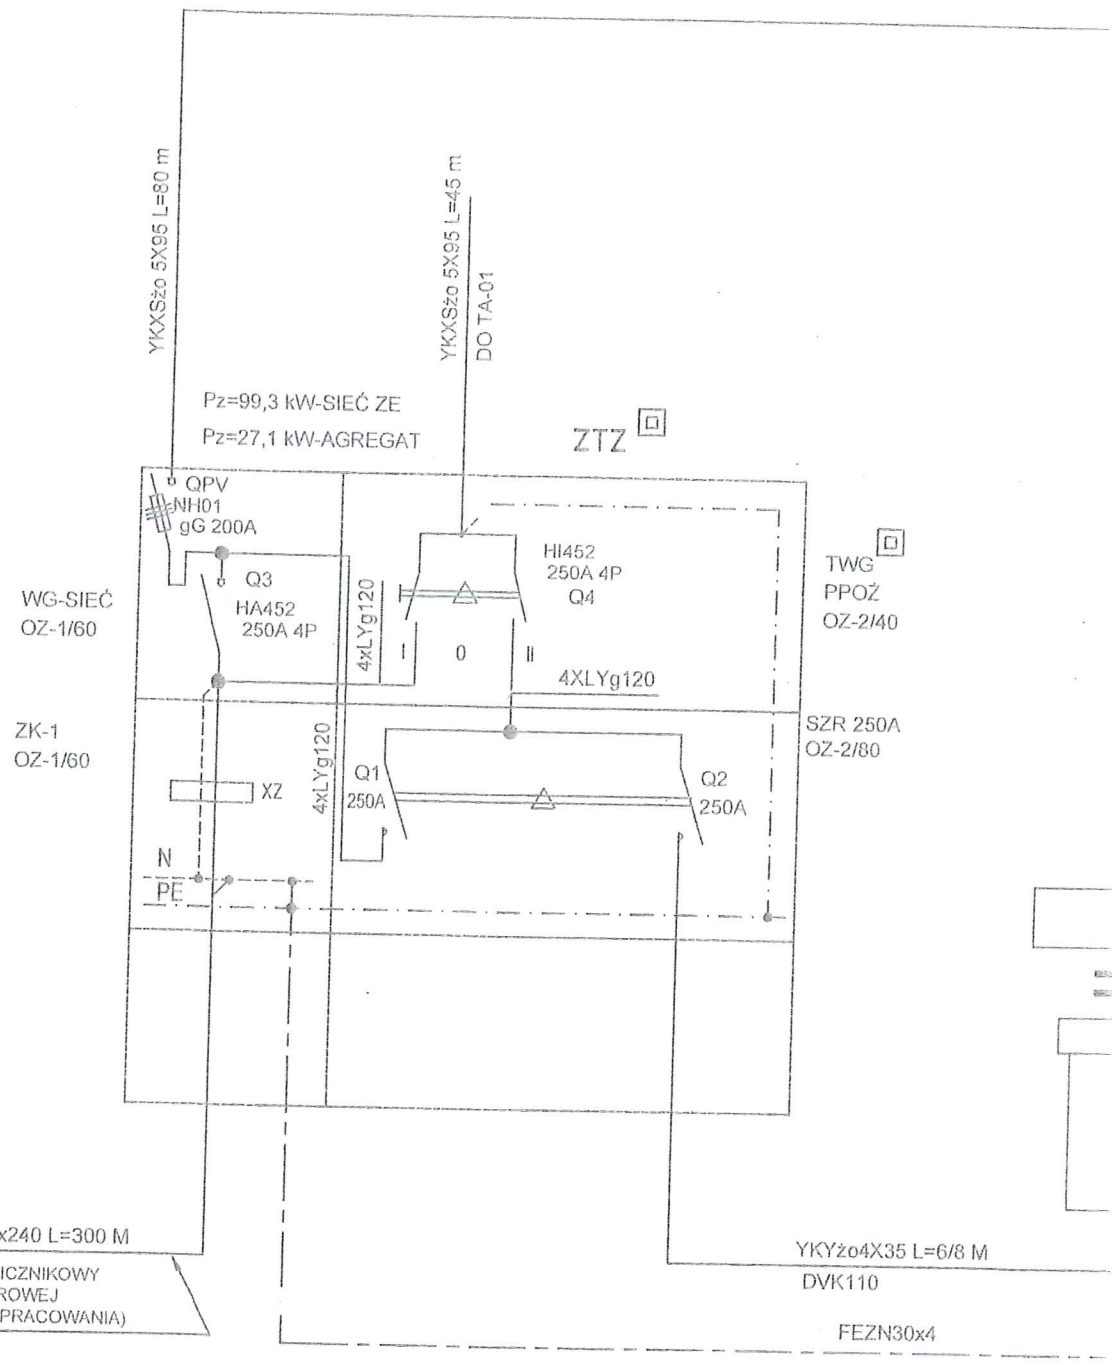 YKXSżo 5X95 L=80 m
YKXSżo 5X95 L=45 m
DO TA-01
Pz=99,3 kW-SIEĆ ZE
Pz=27,1 kW-AGREGAT
ZTZ
QPV
NH01
gG 200A
Q3
HA452
250A 4P
WG-SIEĆ
OZ-1/60
4xLYg120
HI452
250A 4P
Q4
I
0
II
TWG
PPOŻ
OZ-2/40
4XLYg120
ZK-1
OZ-1/60
XZ
4xLYg120
Q1
250A
Q2
250A
SZR 250A
OZ-2/80
N
PE
x240 L=300 M
ICZNIKOWY
ROWEJ
PRACOWANIA)
YKYżo4X35 L=6/8 M
DVK110
FEZN30x4